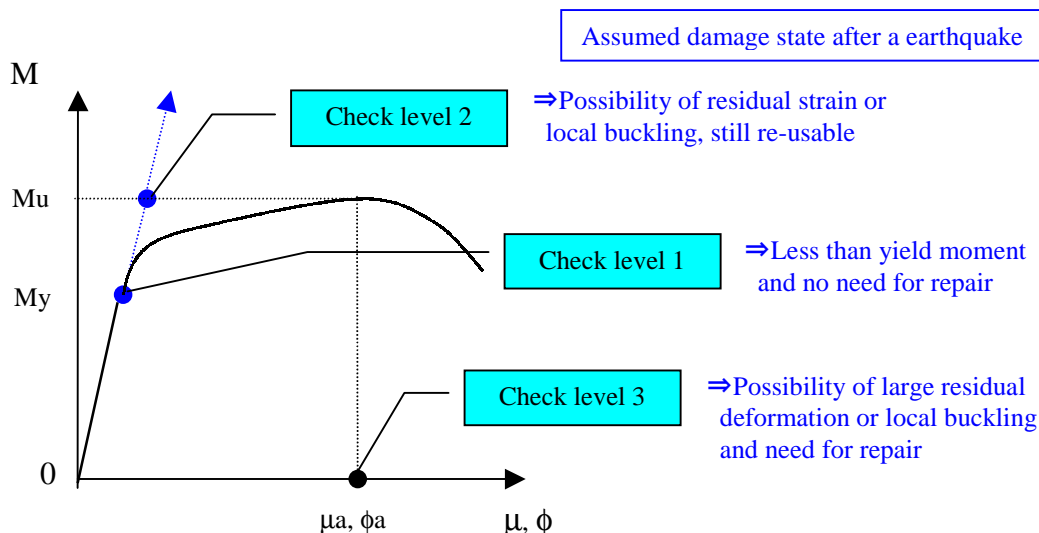 Assumed damage state after a earthquake
M
Check level 2
⇒Possibility of residual strain or
local buckling, still re-usable
Mu
Check level 1
⇒Less than yield moment
and no need for repair
My
Check level 3
⇒Possibility of large residual
deformation or local buckling
and need for repair
0
μa, ϕa
μ, ϕ